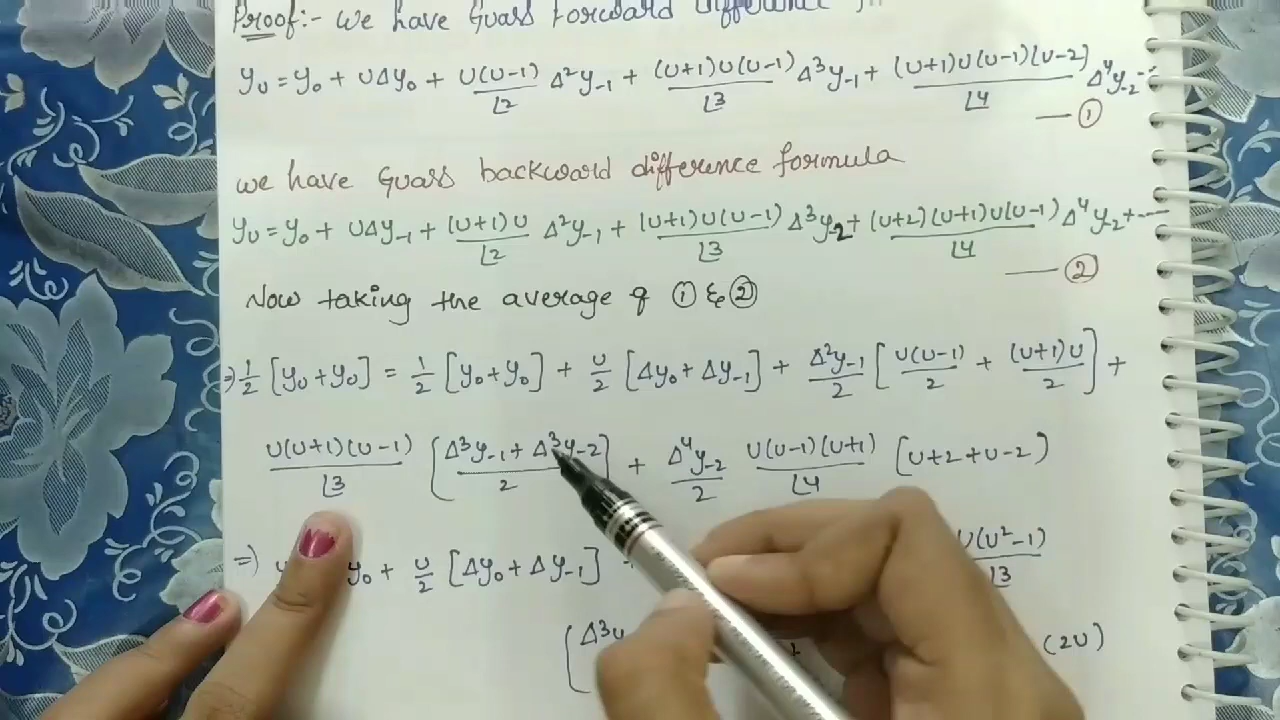 Proof:- we have Guass Forward difference
y_U = y_0 + UΔy_0 + U(U-1)/⌊2 Δ²y_-1 + (U+1)U(U-1)/⌊3 Δ³y_-1 + (U+1)U(U-1)(U-2)/⌊4 Δ⁴y_-2 --
— ①
we have Guass backward difference formula
y_U = y_0 + UΔy_-1 + (U+1)U/⌊2 Δ²y_-1 + (U+1)U(U-1)/⌊3 Δ³y_-2 + (U+2)(U+1)U(U-1)/⌊4 Δ⁴y_-2 + ---
— ②
Now taking the average of ① & ②
⇒ 1/2 [y_U + y_U] = 1/2 [y_0 + y_0] + U/2 [Δy_0 + Δy_-1] + Δ²y_-1/2 [U(U-1)/2 + (U+1)U/2] +
U(U+1)(U-1)/⌊3 [Δ³y_-1 + Δ³y_-2/2] + Δ⁴y_-2/2 U(U-1)(U+1)/⌊4 [U+2+U-2)
⇒) y_0 + U/2 [Δy_0 + Δy_-1] U(U²-1)/⌊3
[Δ³y (2U)]